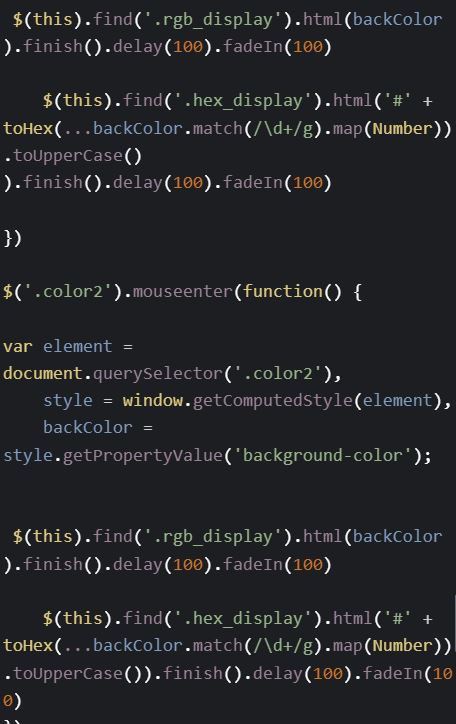 $(this).find('.rgb_display').html(backColor
).finish().delay(100).fadeIn(100)
$(this).find('.hex_display').html('#' +
toHex(...backColor.match(/\d+/g).map(Number))
.toUpperCase()
).finish().delay(100).fadeIn(100)
})
$('.color2').mouseenter(function() {
var element =
document.querySelector('.color2'),
style = window.getComputedStyle(element),
backColor =
style.getPropertyValue('background-color');
$(this).find('.rgb_display').html(backColor
).finish().delay(100).fadeIn(100)
$(this).find('.hex_display').html('#' +
toHex(...backColor.match(/\d+/g).map(Number))
.toUpperCase()).finish().delay(100).fadeIn(10
0)
})